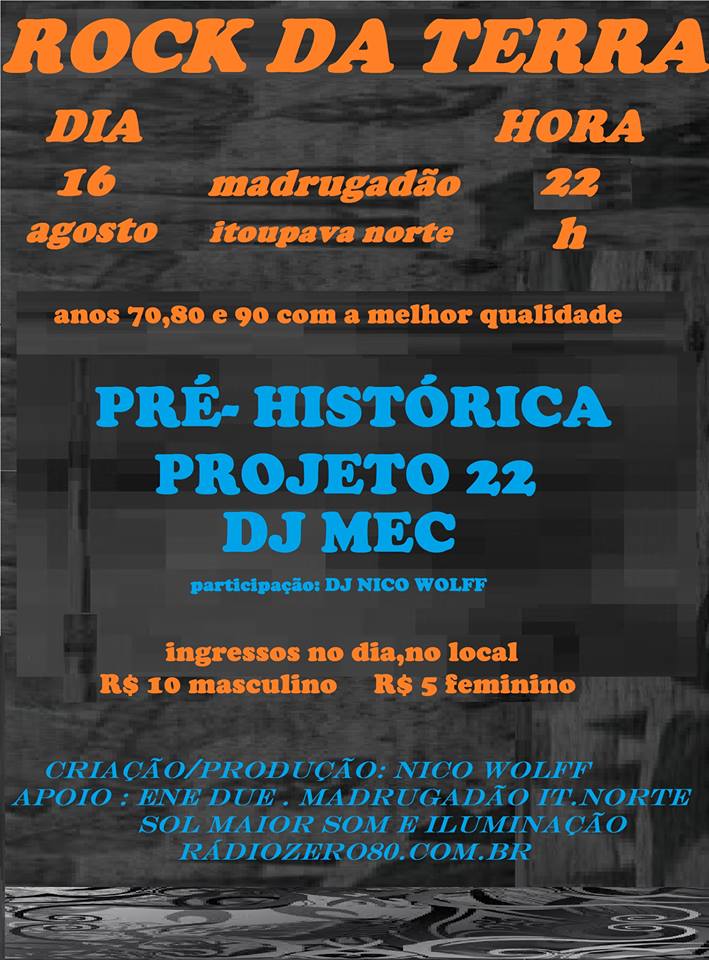 ROCK DA TERRA
DIA HORA
16 madrugadão 22
agosto itoupava norte h
anos 70,80 e 90 com a melhor qualidade
PRÉ- HISTÓRICA
PROJETO 22
DJ MEC
participação: DJ NICO WOLFF
ingressos no dia,no local
R$ 10 masculino R$ 5 feminino
CRIAÇÃO/PRODUÇÃO: NICO WOLFF
APOIO : ENE DUE . MADRUGADÃO IT.NORTE
SOL MAIOR SOM E ILUMINAÇÃO
RÁDIOZERO80.COM.BR